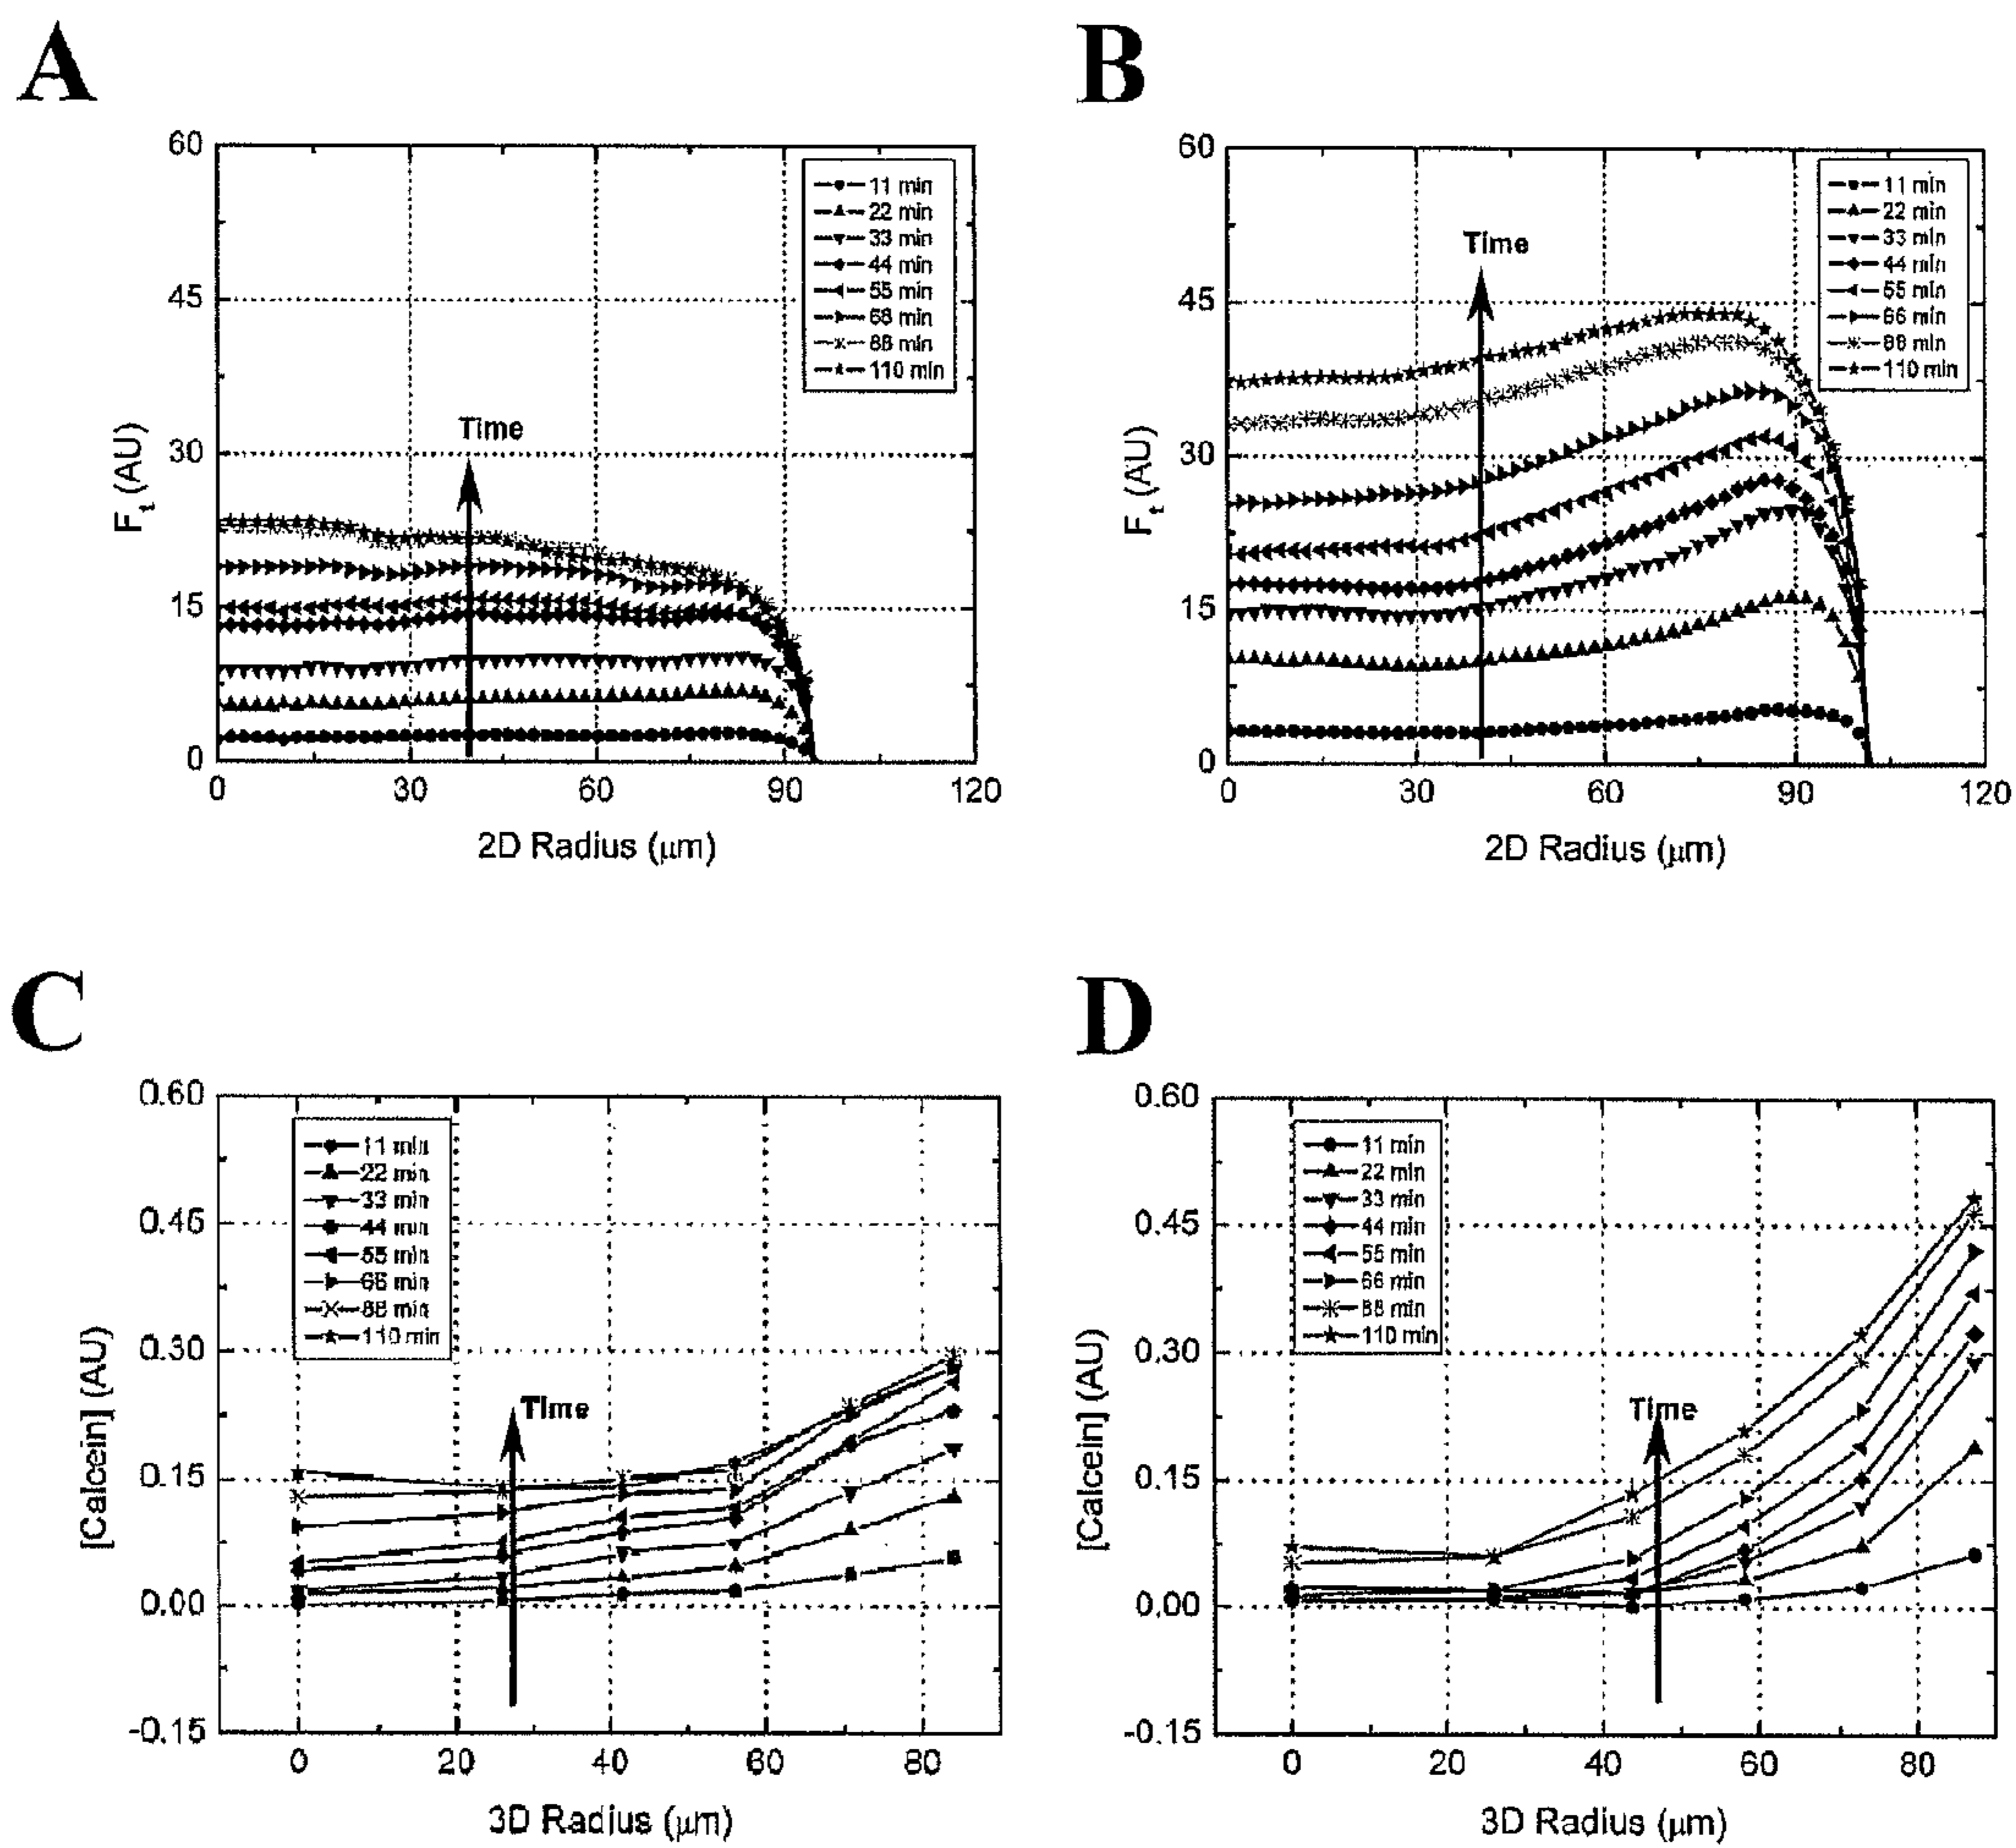 A
60
45
30
15
0
F_t (AU)
0 30 60 90 120
2D Radius (μm)
Time
11 min
22 min
33 min
44 min
55 min
66 min
88 min
110 min
B
60
45
30
15
0
F_t (AU)
0 30 60 90 120
2D Radius (μm)
Time
11 min
22 min
33 min
44 min
55 min
66 min
88 min
110 min
C
0.60
0.45
0.30
0.15
0.00
-0.15
[Calcein] (AU)
0 20 40 60 80
3D Radius (μm)
11 min
22 min
33 min
44 min
55 min
66 min
88 min
110 min
Time
D
0.60
0.45
0.30
0.15
0.00
-0.15
[Calcein] (AU)
0 20 40 60 80
3D Radius (μm)
11 min
22 min
33 min
44 min
55 min
66 min
88 min
110 min
Time